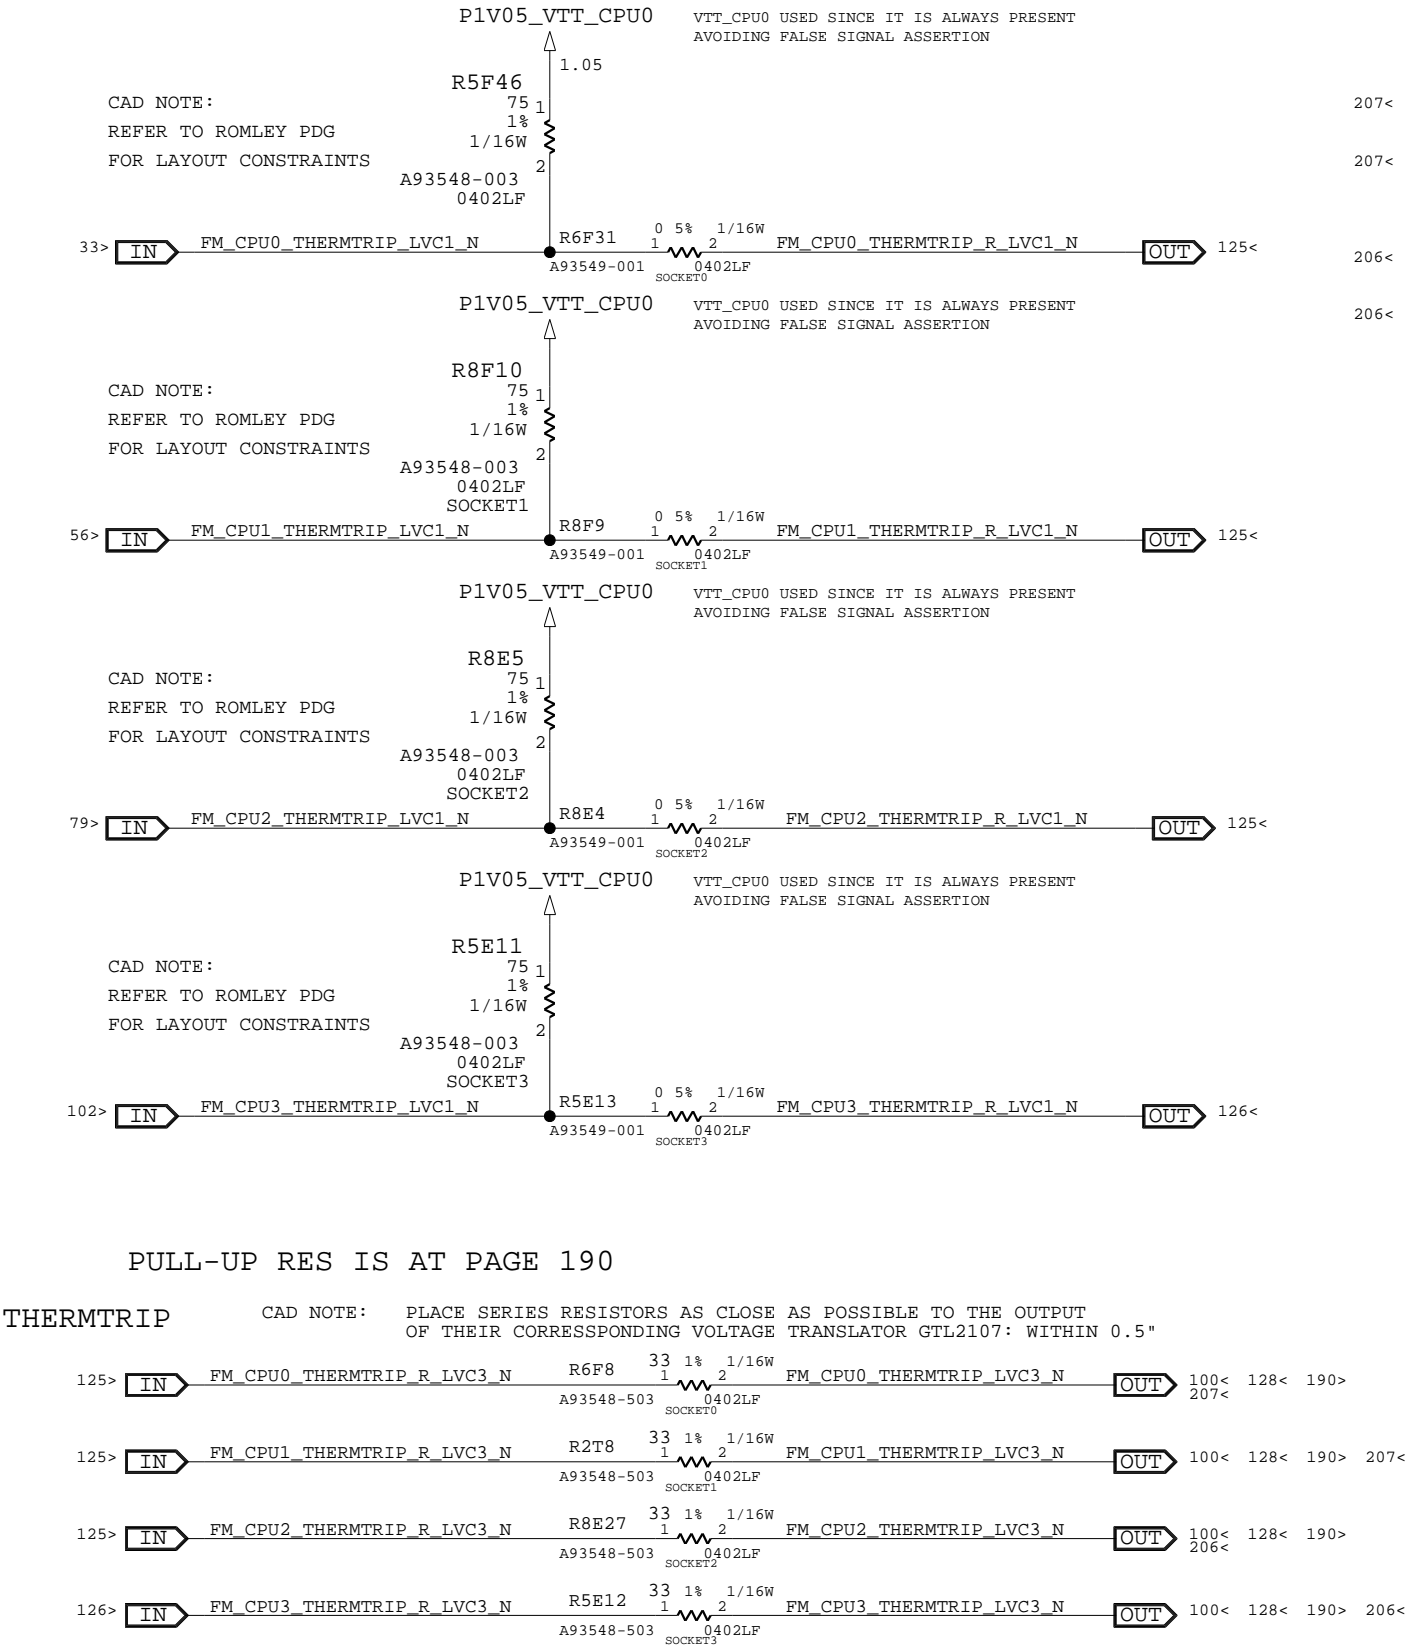 P1V05_VTT_CPU0
VTT_CPU0 USED SINCE IT IS ALWAYS PRESENT
AVOIDING FALSE SIGNAL ASSERTION
1.05
R5F46
75 1
1%
1/16W
2
A93548-003
0402LF
CAD NOTE:
REFER TO ROMLEY PDG
FOR LAYOUT CONSTRAINTS
207<
207<
33> IN FM_CPU0_THERMTRIP_LVC1_N
R6F31
0 5% 1/16W
1 2
A93549-001
0402LF
SOCKET0
FM_CPU0_THERMTRIP_R_LVC1_N OUT 125<
206<
206<
P1V05_VTT_CPU0
VTT_CPU0 USED SINCE IT IS ALWAYS PRESENT
AVOIDING FALSE SIGNAL ASSERTION
R8F10
75 1
1%
1/16W
2
A93548-003
0402LF
SOCKET1
CAD NOTE:
REFER TO ROMLEY PDG
FOR LAYOUT CONSTRAINTS
56> IN FM_CPU1_THERMTRIP_LVC1_N
R8F9
0 5% 1/16W
1 2
A93549-001
0402LF
SOCKET1
FM_CPU1_THERMTRIP_R_LVC1_N OUT 125<
P1V05_VTT_CPU0
VTT_CPU0 USED SINCE IT IS ALWAYS PRESENT
AVOIDING FALSE SIGNAL ASSERTION
R8E5
75 1
1%
1/16W
2
A93548-003
0402LF
SOCKET2
CAD NOTE:
REFER TO ROMLEY PDG
FOR LAYOUT CONSTRAINTS
79> IN FM_CPU2_THERMTRIP_LVC1_N
R8E4
0 5% 1/16W
1 2
A93549-001
0402LF
SOCKET2
FM_CPU2_THERMTRIP_R_LVC1_N OUT 125<
P1V05_VTT_CPU0
VTT_CPU0 USED SINCE IT IS ALWAYS PRESENT
AVOIDING FALSE SIGNAL ASSERTION
R5E11
75 1
1%
1/16W
2
A93548-003
0402LF
SOCKET3
CAD NOTE:
REFER TO ROMLEY PDG
FOR LAYOUT CONSTRAINTS
102> IN FM_CPU3_THERMTRIP_LVC1_N
R5E13
0 5% 1/16W
1 2
A93549-001
0402LF
SOCKET3
FM_CPU3_THERMTRIP_R_LVC1_N OUT 126<
PULL-UP RES IS AT PAGE 190
THERMTRIP
CAD NOTE: PLACE SERIES RESISTORS AS CLOSE AS POSSIBLE TO THE OUTPUT
OF THEIR CORRESSPONDING VOLTAGE TRANSLATOR GTL2107: WITHIN 0.5"
125> IN FM_CPU0_THERMTRIP_R_LVC3_N
R6F8
33 1% 1/16W
1 2
A93548-503
0402LF
SOCKET0
FM_CPU0_THERMTRIP_LVC3_N OUT 100< 128< 190>
207<
125> IN FM_CPU1_THERMTRIP_R_LVC3_N
R2T8
33 1% 1/16W
1 2
A93548-503
0402LF
SOCKET1
FM_CPU1_THERMTRIP_LVC3_N OUT 100< 128< 190> 207<
125> IN FM_CPU2_THERMTRIP_R_LVC3_N
R8E27
33 1% 1/16W
1 2
A93548-503
0402LF
SOCKET2
FM_CPU2_THERMTRIP_LVC3_N OUT 100< 128< 190>
206<
126> IN FM_CPU3_THERMTRIP_R_LVC3_N
R5E12
33 1% 1/16W
1 2
A93548-503
0402LF
SOCKET3
FM_CPU3_THERMTRIP_LVC3_N OUT 100< 128< 190> 206<